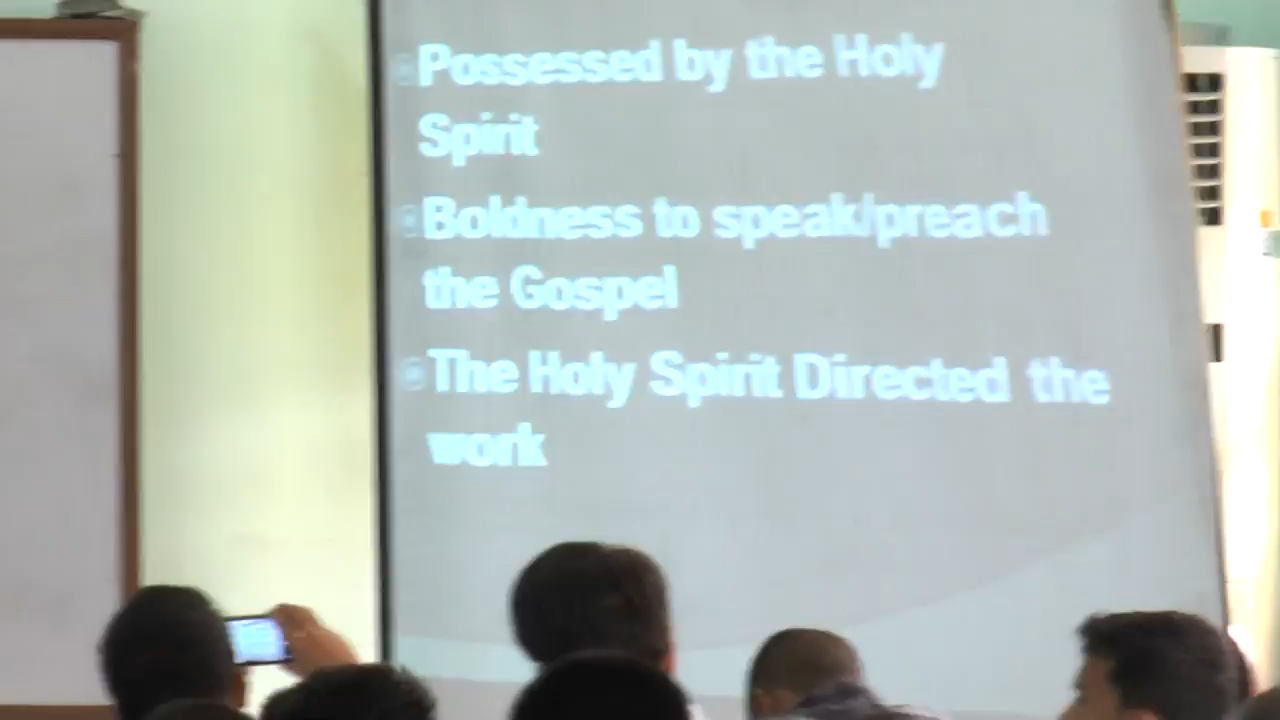 Possessed by the Holy
Spirit
Boldness to speak/preach
the Gospel
The Holy Spirit Directed the
work